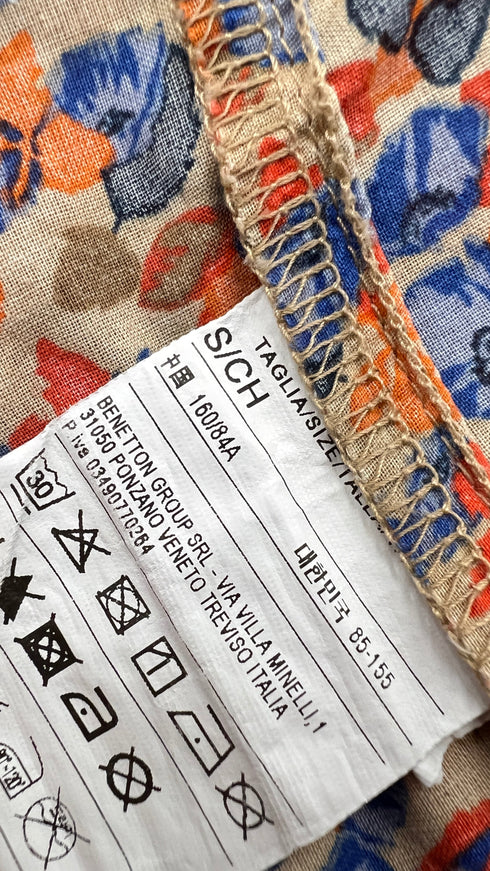 TAGLIA/SIZE/TALLA
S/CH
대한민국 85-155
中国 160/84A
BENETTON GROUP SRL - VIA VILLA MINELLI,1
31050 PONZANO VENETO TREVISO ITALIA
P.iva 03490770264
30